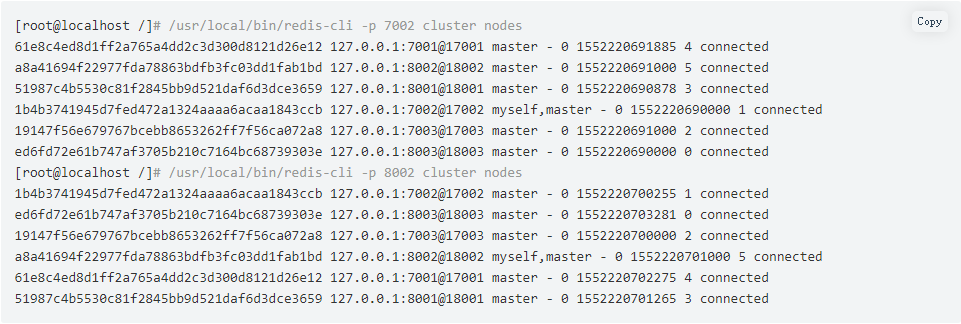 Copy
[root@localhost /]# /usr/local/bin/redis-cli -p 7002 cluster nodes
61e8c4ed8d1ff2a765a4dd2c3d300d8121d26e12 127.0.0.1:7001@17001 master - 0 1552220691885 4 connected
a8a41694f22977fda78863bdfb3fc03dd1fab1bd 127.0.0.1:8002@18002 master - 0 1552220691000 5 connected
51987c4b5530c81f2845bb9d521daf6d3dce3659 127.0.0.1:8001@18001 master - 0 1552220690878 3 connected
1b4b3741945d7fed472a1324aaaa6acaa1843ccb 127.0.0.1:7002@17002 myself,master - 0 1552220690000 1 connected
19147f56e679767bcebb8653262ff7f56ca072a8 127.0.0.1:7003@17003 master - 0 1552220691000 2 connected
ed6fd72e61b747af3705b210c7164bc68739303e 127.0.0.1:8003@18003 master - 0 1552220690000 0 connected
[root@localhost /]# /usr/local/bin/redis-cli -p 8002 cluster nodes
1b4b3741945d7fed472a1324aaaa6acaa1843ccb 127.0.0.1:7002@17002 master - 0 1552220700255 1 connected
ed6fd72e61b747af3705b210c7164bc68739303e 127.0.0.1:8003@18003 master - 0 1552220703281 0 connected
19147f56e679767bcebb8653262ff7f56ca072a8 127.0.0.1:7003@17003 master - 0 1552220700000 2 connected
a8a41694f22977fda78863bdfb3fc03dd1fab1bd 127.0.0.1:8002@18002 myself,master - 0 1552220701000 5 connected
61e8c4ed8d1ff2a765a4dd2c3d300d8121d26e12 127.0.0.1:7001@17001 master - 0 1552220702275 4 connected
51987c4b5530c81f2845bb9d521daf6d3dce3659 127.0.0.1:8001@18001 master - 0 1552220701265 3 connected